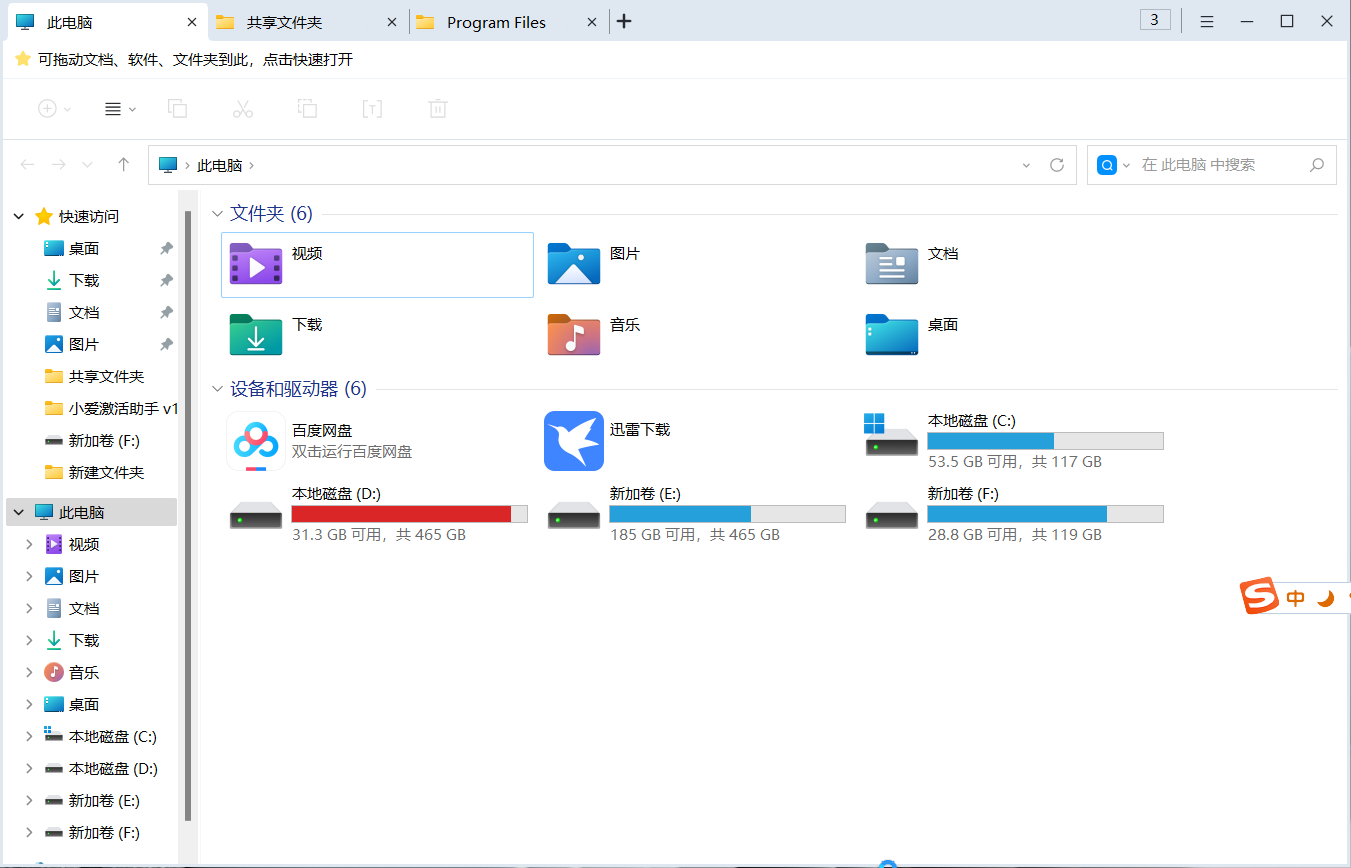 此电脑
共享文件夹
Program Files
3
可拖动文档、软件、文件夹到此，点击快速打开
此电脑
在 此电脑 中搜索
快速访问
桌面
下载
文档
图片
共享文件夹
小爱激活助手 v1
新加卷 (F:)
新建文件夹
此电脑
视频
图片
文档
下载
音乐
桌面
本地磁盘 (C:)
本地磁盘 (D:)
新加卷 (E:)
新加卷 (F:)
文件夹 (6)
视频
图片
文档
下载
音乐
桌面
设备和驱动器 (6)
百度网盘
双击运行百度网盘
迅雷下载
本地磁盘 (C:)
53.5 GB 可用，共 117 GB
本地磁盘 (D:)
31.3 GB 可用，共 465 GB
新加卷 (E:)
185 GB 可用，共 465 GB
新加卷 (F:)
28.8 GB 可用，共 119 GB
S 中